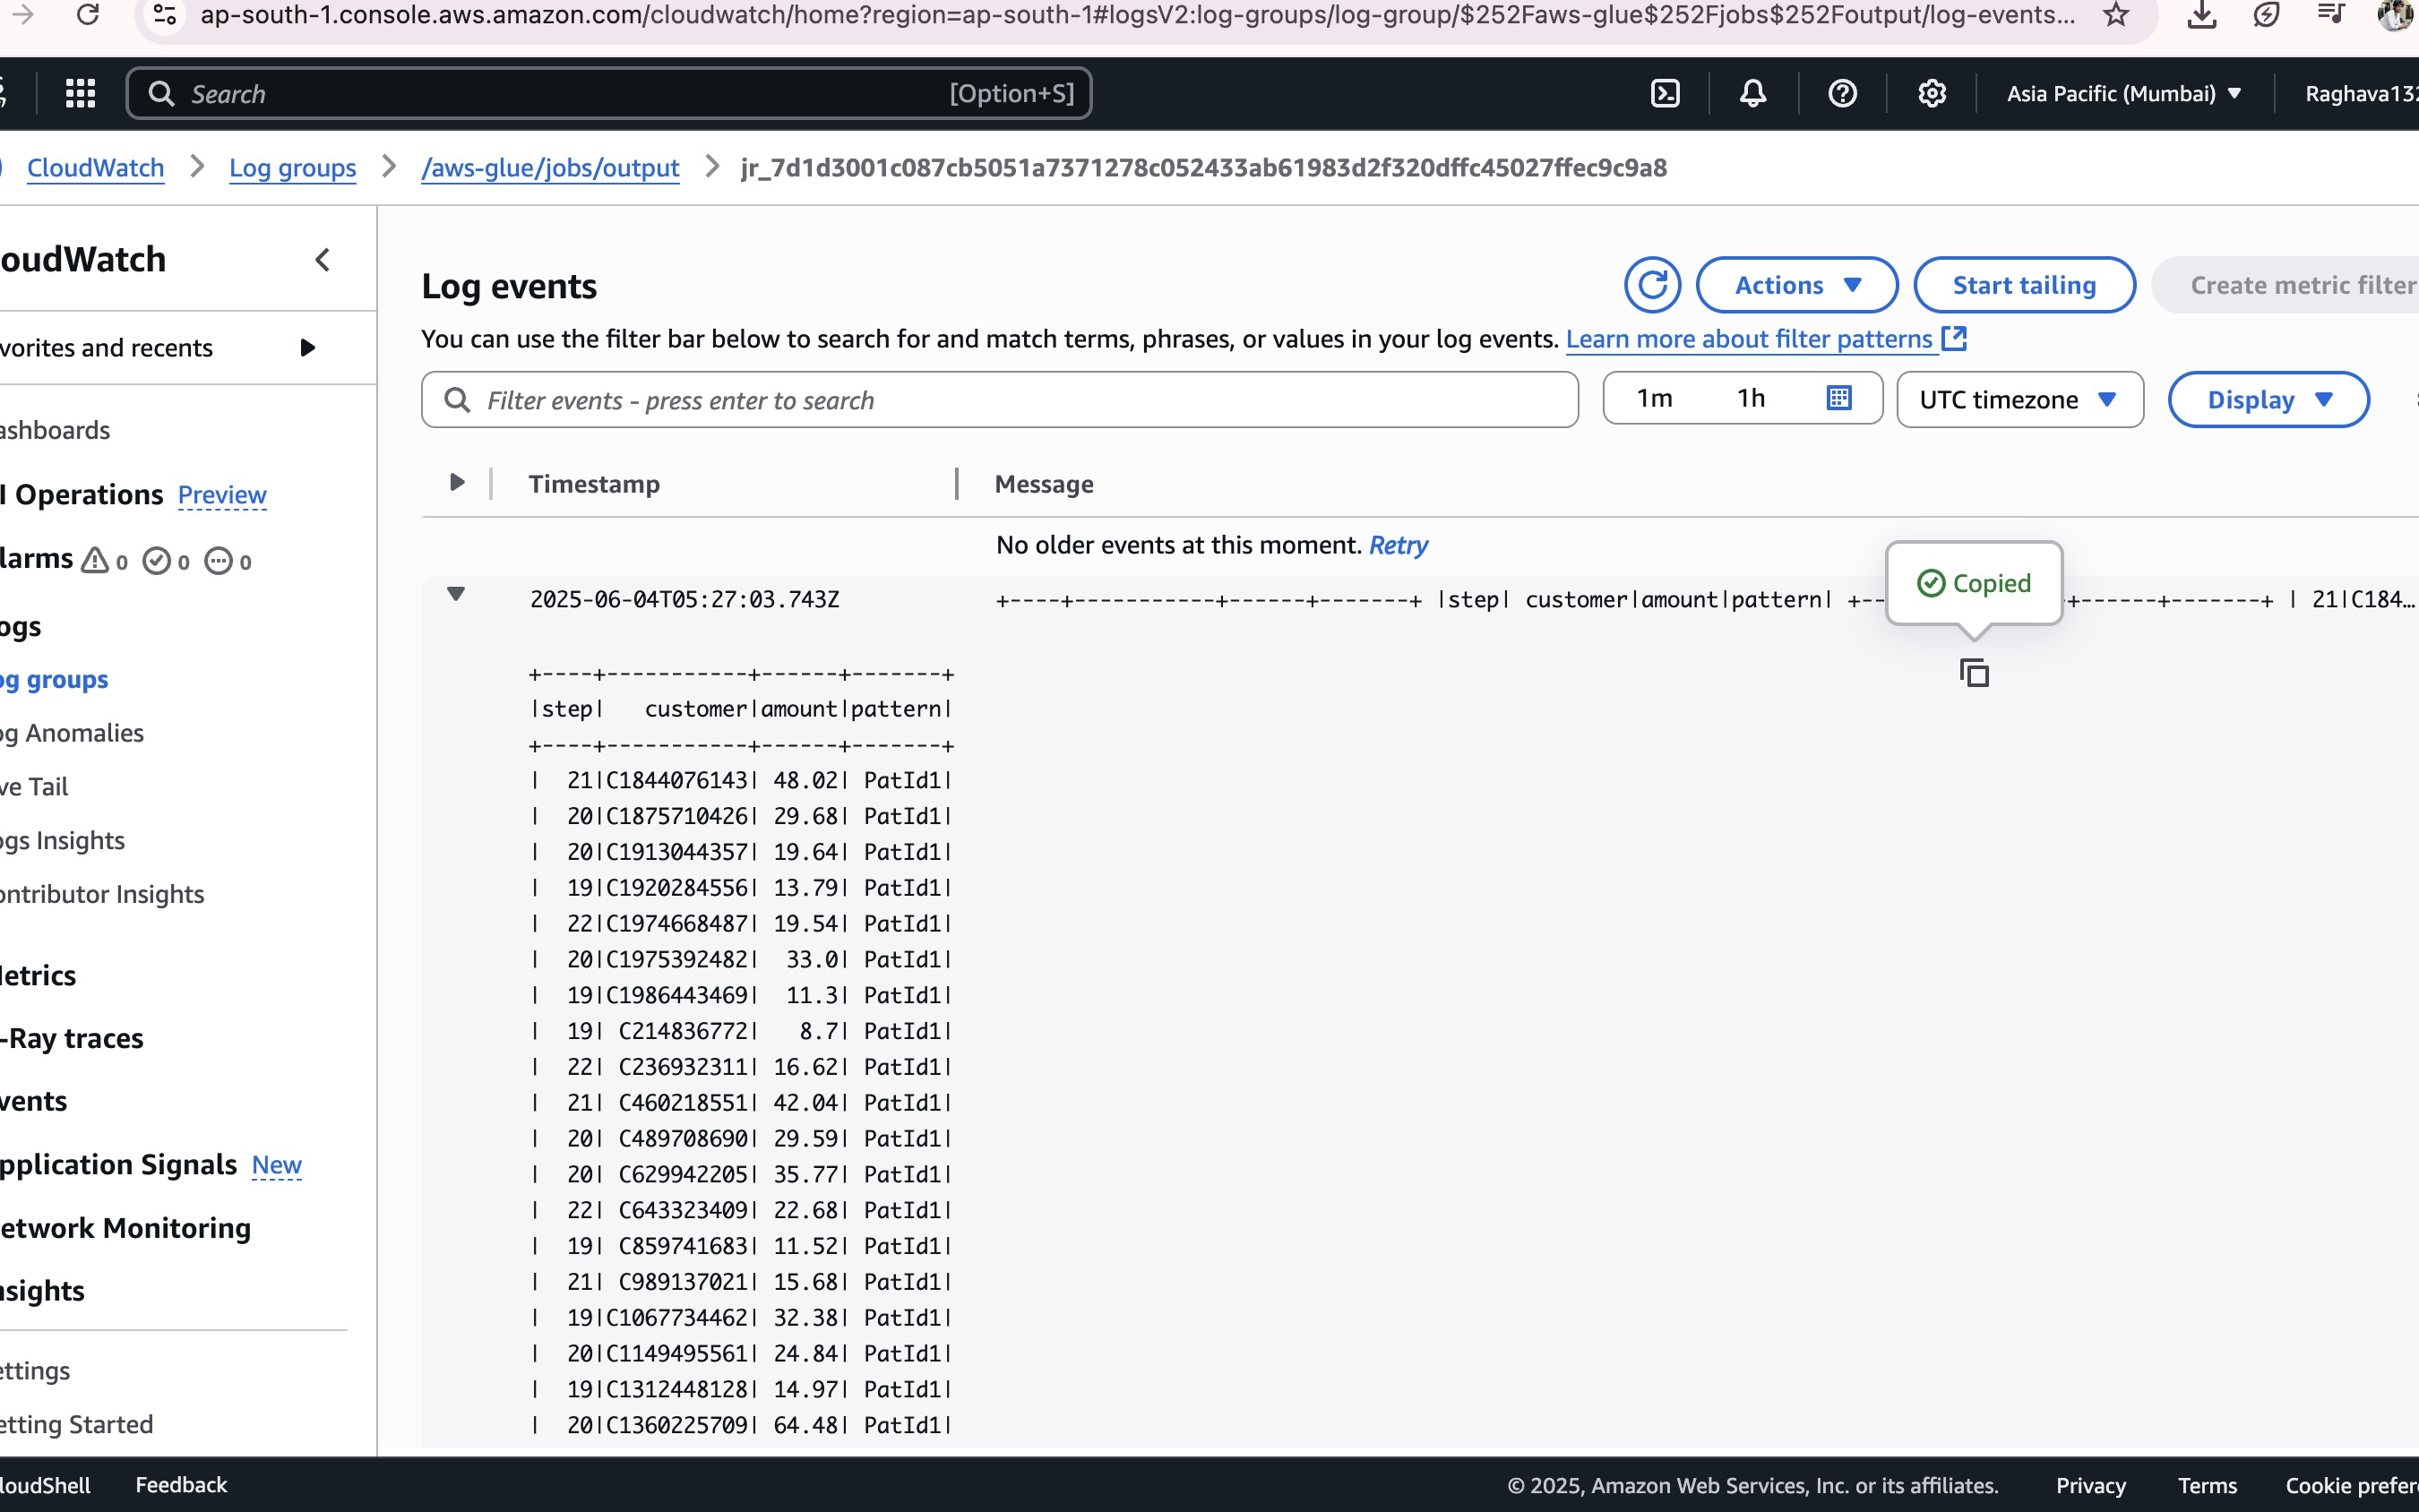 ap-south-1.console.aws.amazon.com/cloudwatch/home?region=ap-south-1#logsV2:log-groups/log-group/$252Faws-glue$252Fjobs$252Foutput/log-events...
Search [Option+S] Asia Pacific (Mumbai) Raghava132
CloudWatch Log groups /aws-glue/jobs/output jr_7d1d3001c087cb5051a7371278c052433ab61983d2f320dffc45027ffec9c9a8
oudWatch
vorites and recents
ashboards
I Operations Preview
larms 0 0 0
ogs
og groups
og Anomalies
ve Tail
ogs Insights
ontributor Insights
etrics
-Ray traces
vents
pplication Signals New
etwork Monitoring
nsights
ettings
etting Started
Log events
Actions Start tailing Create metric filter
You can use the filter bar below to search for and match terms, phrases, or values in your log events. Learn more about filter patterns
Filter events - press enter to search 1m 1h UTC timezone Display
Timestamp Message
No older events at this moment. Retry
Copied
2025-06-04T05:27:03.743Z +----+-----------+------+-------+ |step| customer|amount|pattern| +-- +------+-------+ | 21|C184...
+----+-----------+------+-------+
|step|   customer|amount|pattern|
+----+-----------+------+-------+
|  21|C1844076143| 48.02| PatId1|
|  20|C1875710426| 29.68| PatId1|
|  20|C1913044357| 19.64| PatId1|
|  19|C1920284556| 13.79| PatId1|
|  22|C1974668487| 19.54| PatId1|
|  20|C1975392482|  33.0| PatId1|
|  19|C1986443469|  11.3| PatId1|
|  19| C214836772|   8.7| PatId1|
|  22| C236932311| 16.62| PatId1|
|  21| C460218551| 42.04| PatId1|
|  20| C489708690| 29.59| PatId1|
|  20| C629942205| 35.77| PatId1|
|  22| C643323409| 22.68| PatId1|
|  19| C859741683| 11.52| PatId1|
|  21| C989137021| 15.68| PatId1|
|  19|C1067734462| 32.38| PatId1|
|  20|C1149495561| 24.84| PatId1|
|  19|C1312448128| 14.97| PatId1|
|  20|C1360225709| 64.48| PatId1|
loudShell Feedback © 2025, Amazon Web Services, Inc. or its affiliates. Privacy Terms Cookie prefer